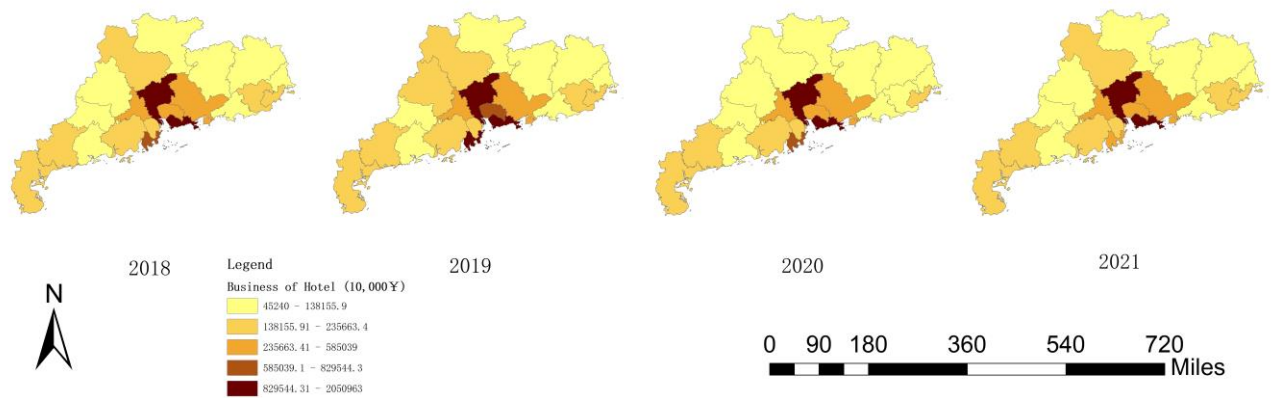 2018
2019
2020
2021
Legend
Business of Hotel (10,000￥)
45240 - 138155.9
138155.91 - 235663.4
235663.41 - 585039
585039.1 - 829544.3
829544.31 - 2050963
N
0 90 180 360 540 720
Miles